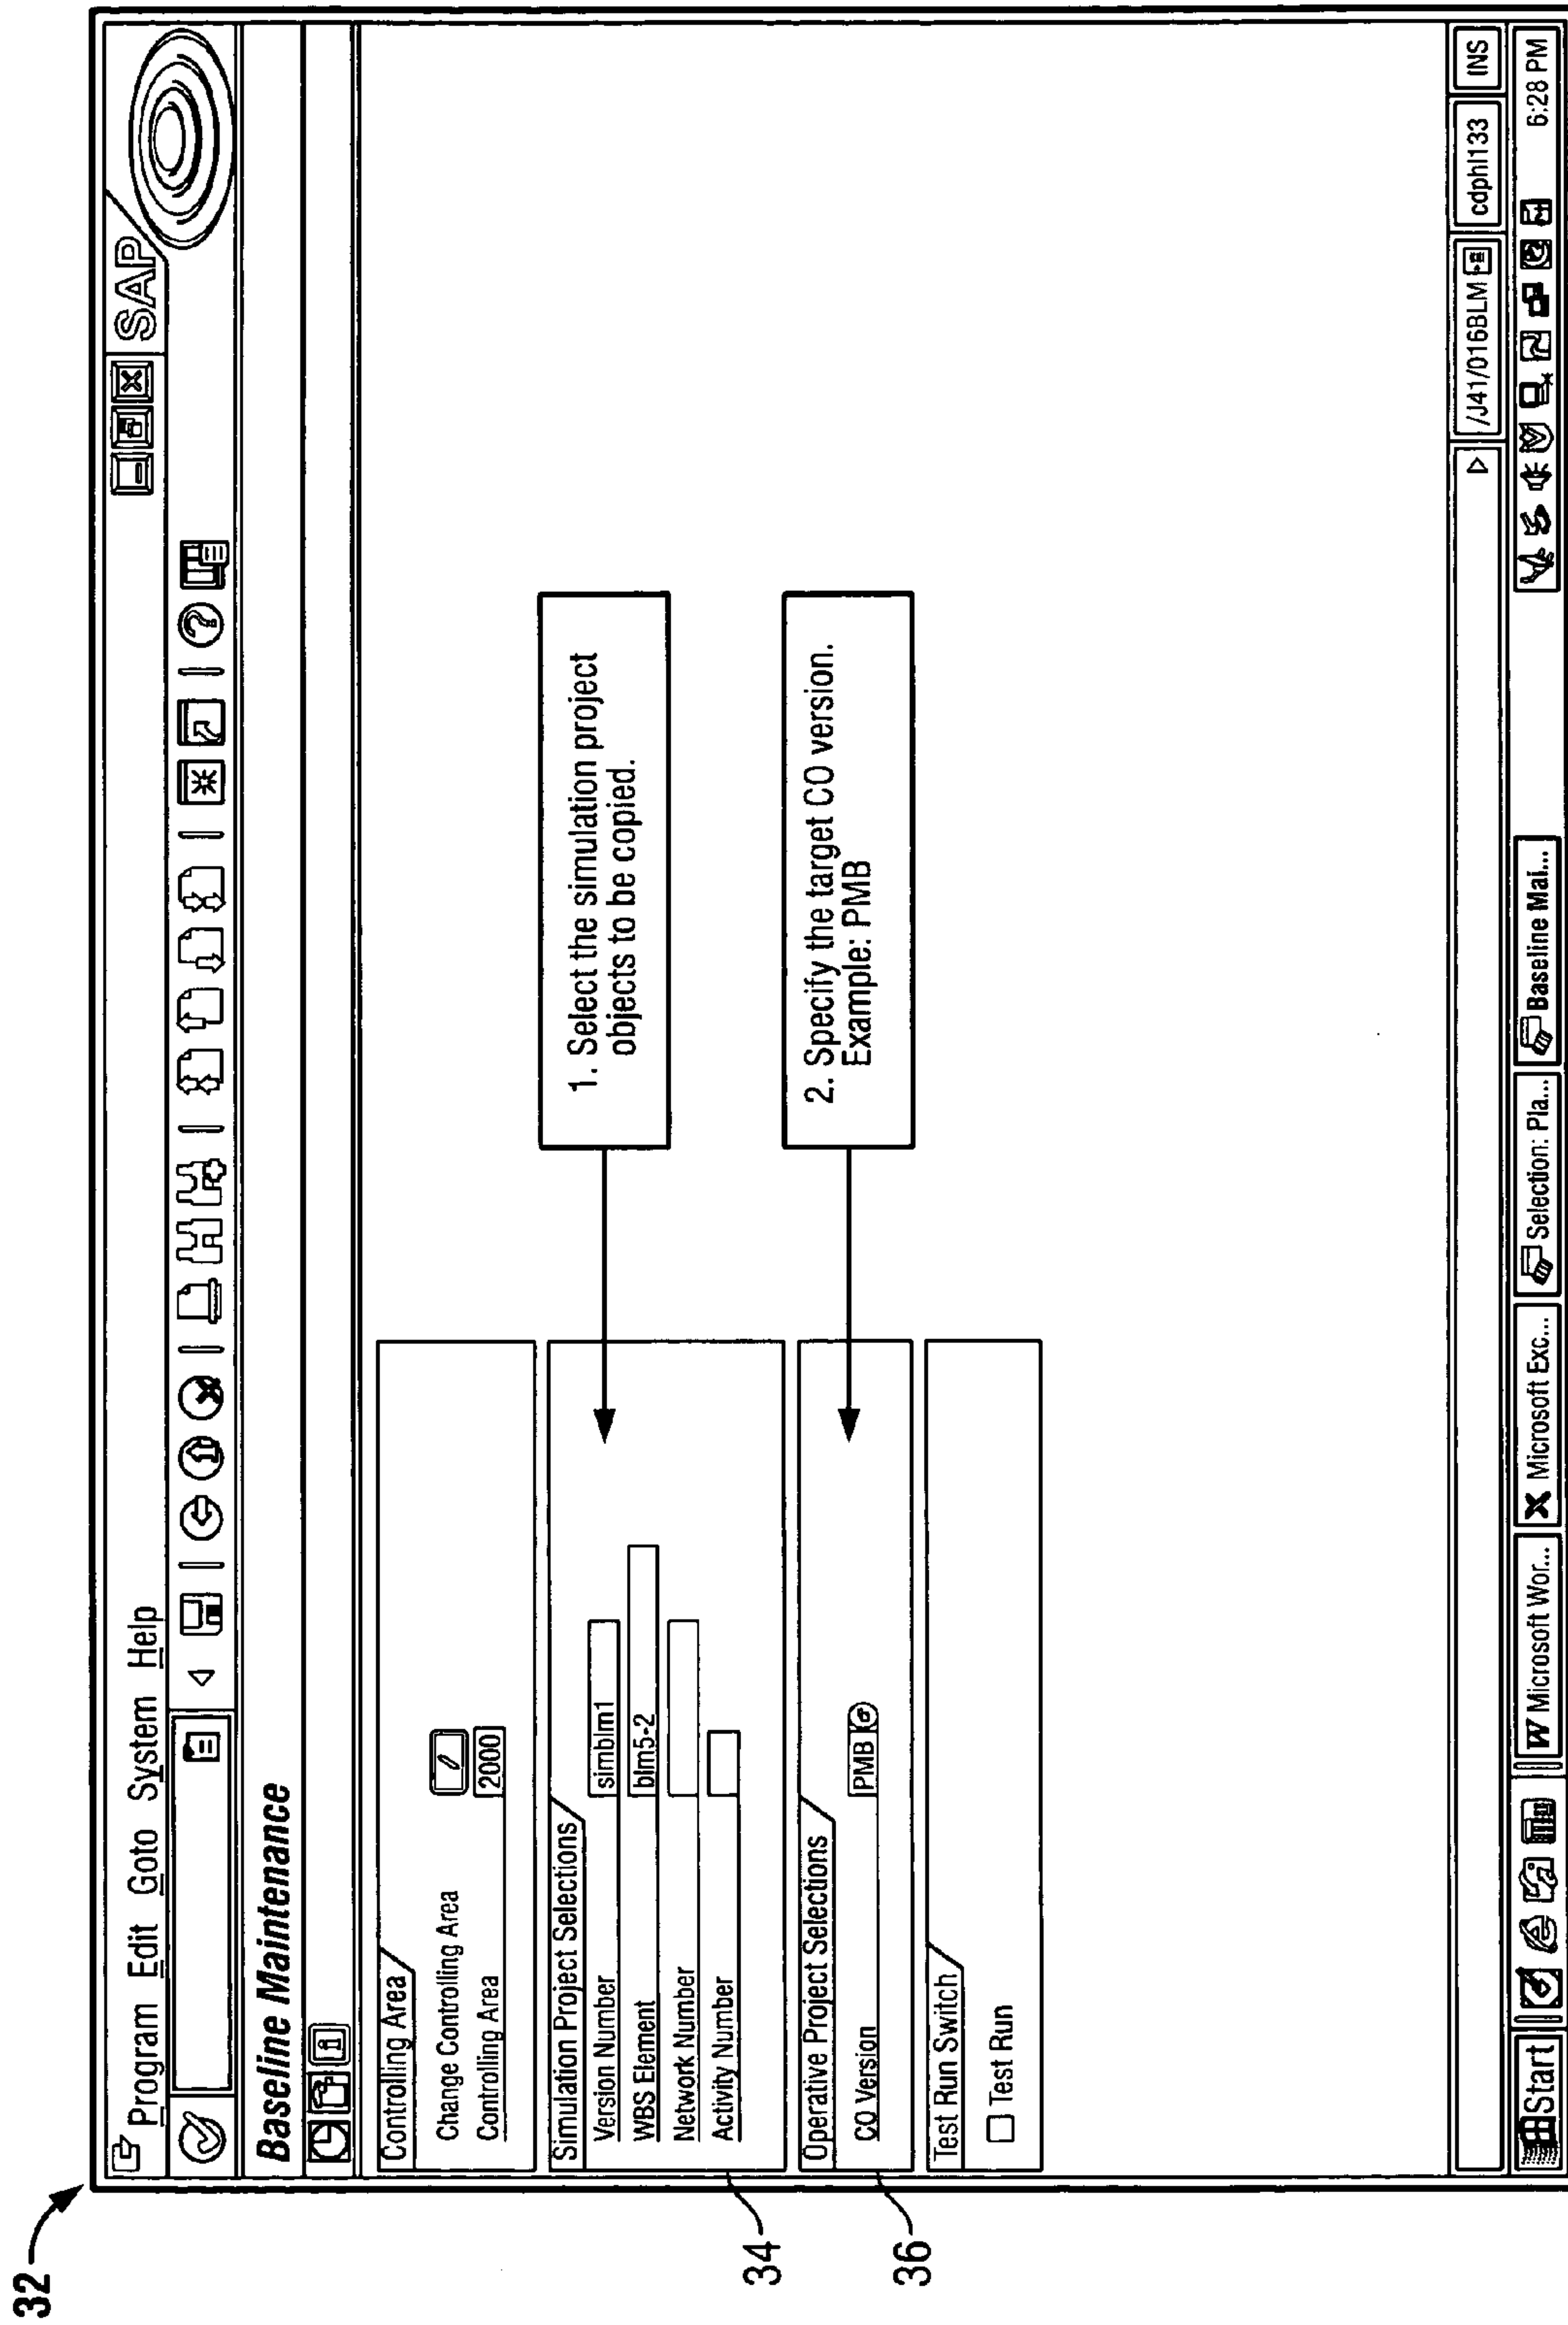 32
SAP
Program Edit Goto System Help
Baseline Maintenance
Controlling Area
Change Controlling Area
Controlling Area 2000
Simulation Project Selections
Version Number simblm1
WBS Element blm5-2
Network Number
Activity Number
1. Select the simulation project
objects to be copied.
34
Operative Project Selections
CO Version PMB
2. Specify the target CO version.
Example: PMB
36
Test Run Switch
Test Run
/J41/016BLM cdphl133 INS
Start W Microsoft Wor... X Microsoft Exc... Selection: Pla... Baseline Mai... 6:28 PM